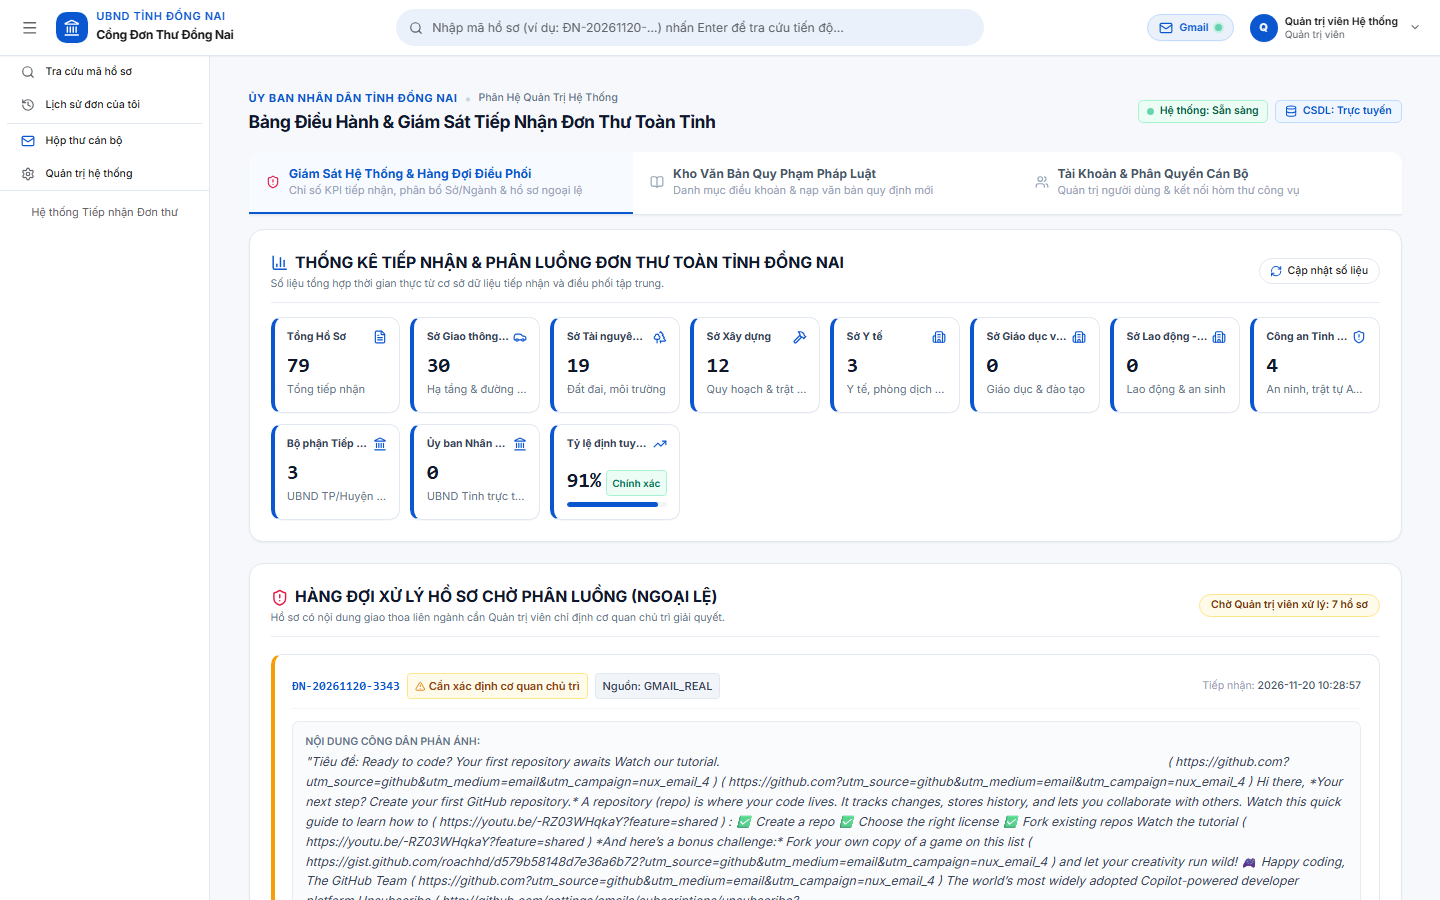 UBND TỈNH ĐỒNG NAI
Cổng Đơn Thư Đồng Nai
Nhập mã hồ sơ (ví dụ: ĐN-20261120-...) nhấn Enter để tra cứu tiến độ...
Gmail
Q
Quản trị viên Hệ thống
Quản trị viên
Tra cứu mã hồ sơ
Lịch sử đơn của tôi
Hộp thư cán bộ
Quản trị hệ thống
Hệ thống Tiếp nhận Đơn thư
ỦY BAN NHÂN DÂN TỈNH ĐỒNG NAI
Phân Hệ Quản Trị Hệ Thống
Bảng Điều Hành & Giám Sát Tiếp Nhận Đơn Thư Toàn Tỉnh
Hệ thống: Sẵn sàng
CSDL: Trực tuyến
Giám Sát Hệ Thống & Hàng Đợi Điều Phối
Chỉ số KPI tiếp nhận, phân bổ Sở/Ngành & hồ sơ ngoại lệ
Kho Văn Bản Quy Phạm Pháp Luật
Danh mục điều khoản & nạp văn bản quy định mới
Tài Khoản & Phân Quyền Cán Bộ
Quản trị người dùng & kết nối hòm thư công vụ
THỐNG KÊ TIẾP NHẬN & PHÂN LUỒNG ĐƠN THƯ TOÀN TỈNH ĐỒNG NAI
Số liệu tổng hợp thời gian thực từ cơ sở dữ liệu tiếp nhận và điều phối tập trung.
Cập nhật số liệu
Tổng Hồ Sơ
79
Tổng tiếp nhận
Sở Giao thông...
30
Hạ tầng & đường ...
Sở Tài nguyê...
19
Đất đai, môi trường
Sở Xây dựng
12
Quy hoạch & trật ...
Sở Y tế
3
Y tế, phòng dịch ...
Sở Giáo dục v...
0
Giáo dục & đào tạo
Sở Lao động -...
0
Lao động & an sinh
Công an Tỉnh ...
4
An ninh, trật tự A...
Bộ phận Tiếp ...
3
UBND TP/Huyện ...
Ủy ban Nhân ...
0
UBND Tỉnh trực t...
Tỷ lệ định tuy...
91%
Chính xác
HÀNG ĐỢI XỬ LÝ HỒ SƠ CHỜ PHÂN LUỒNG (NGOẠI LỆ)
Hồ sơ có nội dung giao thoa liên ngành cần Quản trị viên chỉ định cơ quan chủ trì giải quyết.
Chờ Quản trị viên xử lý: 7 hồ sơ
ĐN-20261120-3343
Cần xác định cơ quan chủ trì
Nguồn: GMAIL_REAL
Tiếp nhận: 2026-11-20 10:28:57
NỘI DUNG CÔNG DÂN PHẢN ÁNH:
"Tiêu đề: Ready to code? Your first repository awaits Watch our tutorial. ( https://github.com?
utm_source=github&utm_medium=email&utm_campaign=nux_email_4 ) ( https://github.com?utm_source=github&utm_medium=email&utm_campaign=nux_email_4 ) Hi there, *Your
next step? Create your first GitHub repository.* A repository (repo) is where your code lives. It tracks changes, stores history, and lets you collaborate with others. Watch this quick
guide to learn how to ( https://youtu.be/-RZ03WHqkaY?feature=shared ) : ✅ Create a repo ✅ Choose the right license ✅ Fork existing repos Watch the tutorial (
https://youtu.be/-RZ03WHqkaY?feature=shared ) *And here's a bonus challenge:* Fork your own copy of a game on this list (
https://gist.github.com/roachhd/d579b58148d7e36a6b72?utm_source=github&utm_medium=email&utm_campaign=nux_email_4 ) and let your creativity run wild! 🎮 Happy coding,
The GitHub Team ( https://github.com?utm_source=github&utm_medium=email&utm_campaign=nux_email_4 ) The world's most widely adopted Copilot-powered developer
platform Unsubscribe ( http://github.com/settings/emails/subscriptions/unsubscribe?